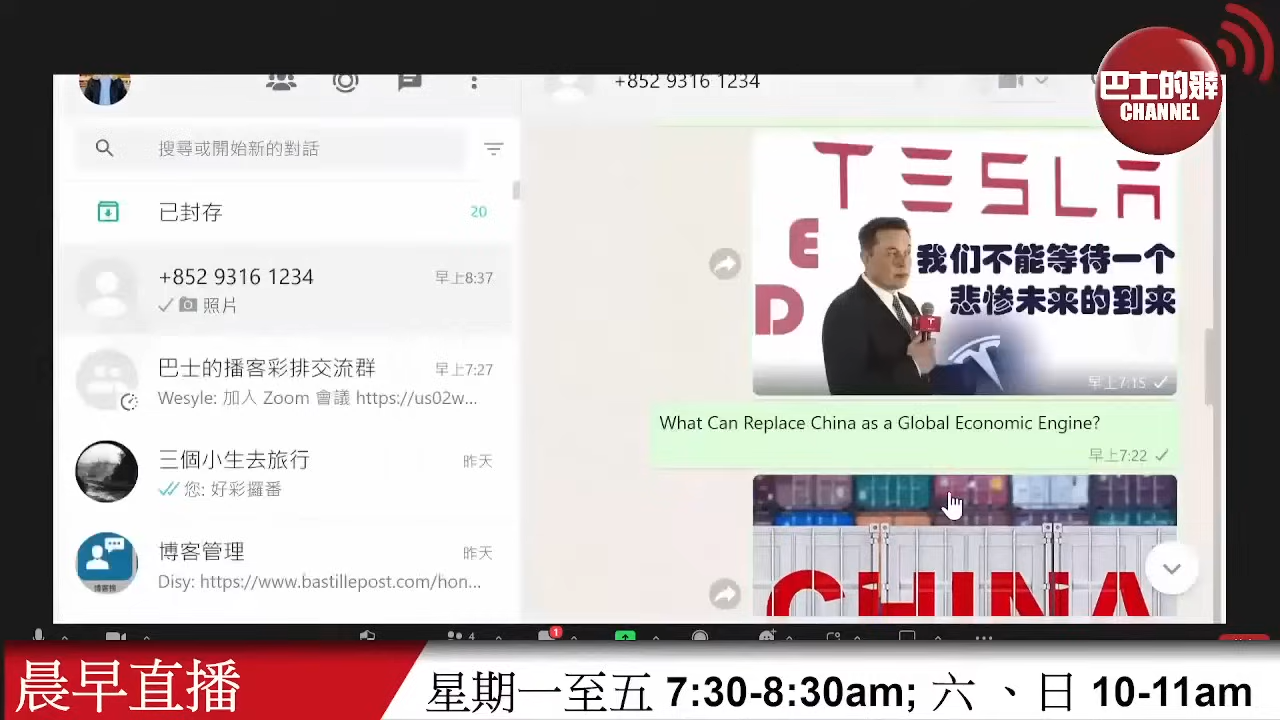 +852 9316 1234
巴士的報
CHANNEL
搜尋或開始新的對話
已封存
20
+852 9316 1234
早上8:37
照片
巴士的播客彩排交流群
早上7:27
Wesyle: 加入 Zoom 會議 https://us02w...
三個小生去旅行
昨天
您: 好彩攞番
博客管理
昨天
Disy: https://www.bastillepost.com/hon...
TESLA
E
D
我们不能等待一个
悲惨未来的到来
早上7:15
What Can Replace China as a Global Economic Engine?
早上7:22
CHINA
4
1
晨早直播
星期一至五 7:30-8:30am; 六 、日 10-11am